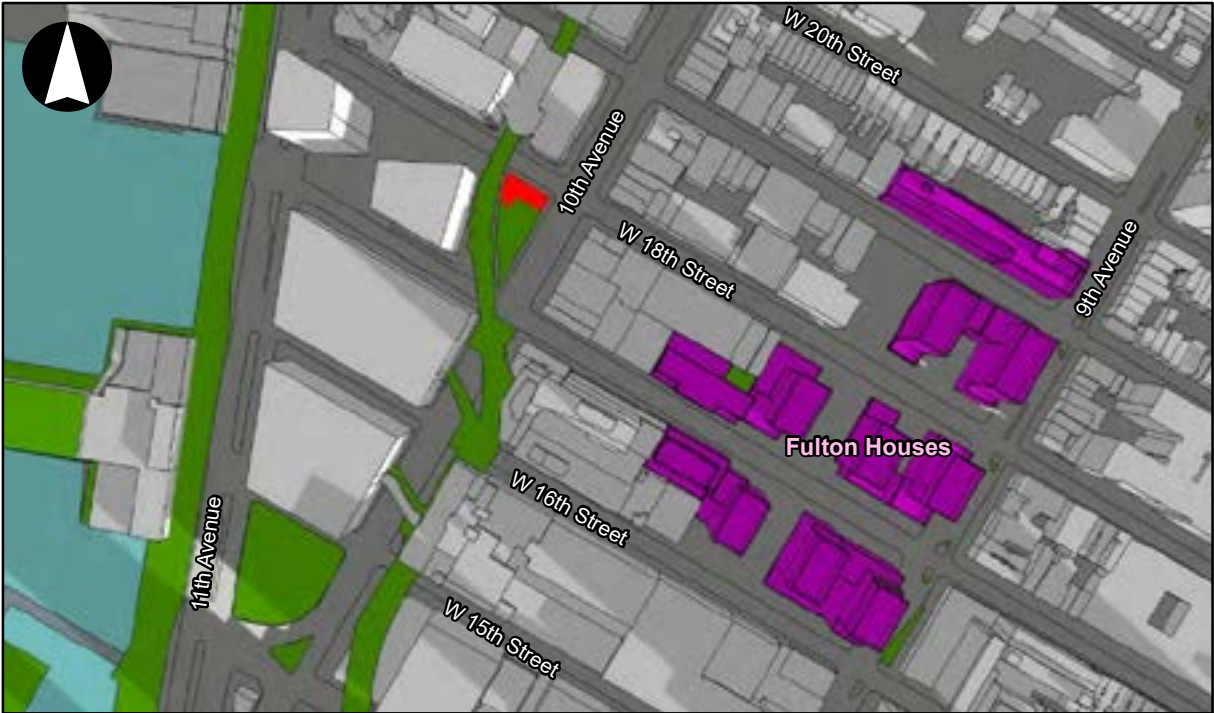 W 20th Street
10th Avenue
W 18th Street
9th Avenue
Fulton Houses
W 16th Street
11th Avenue
W 15th Street